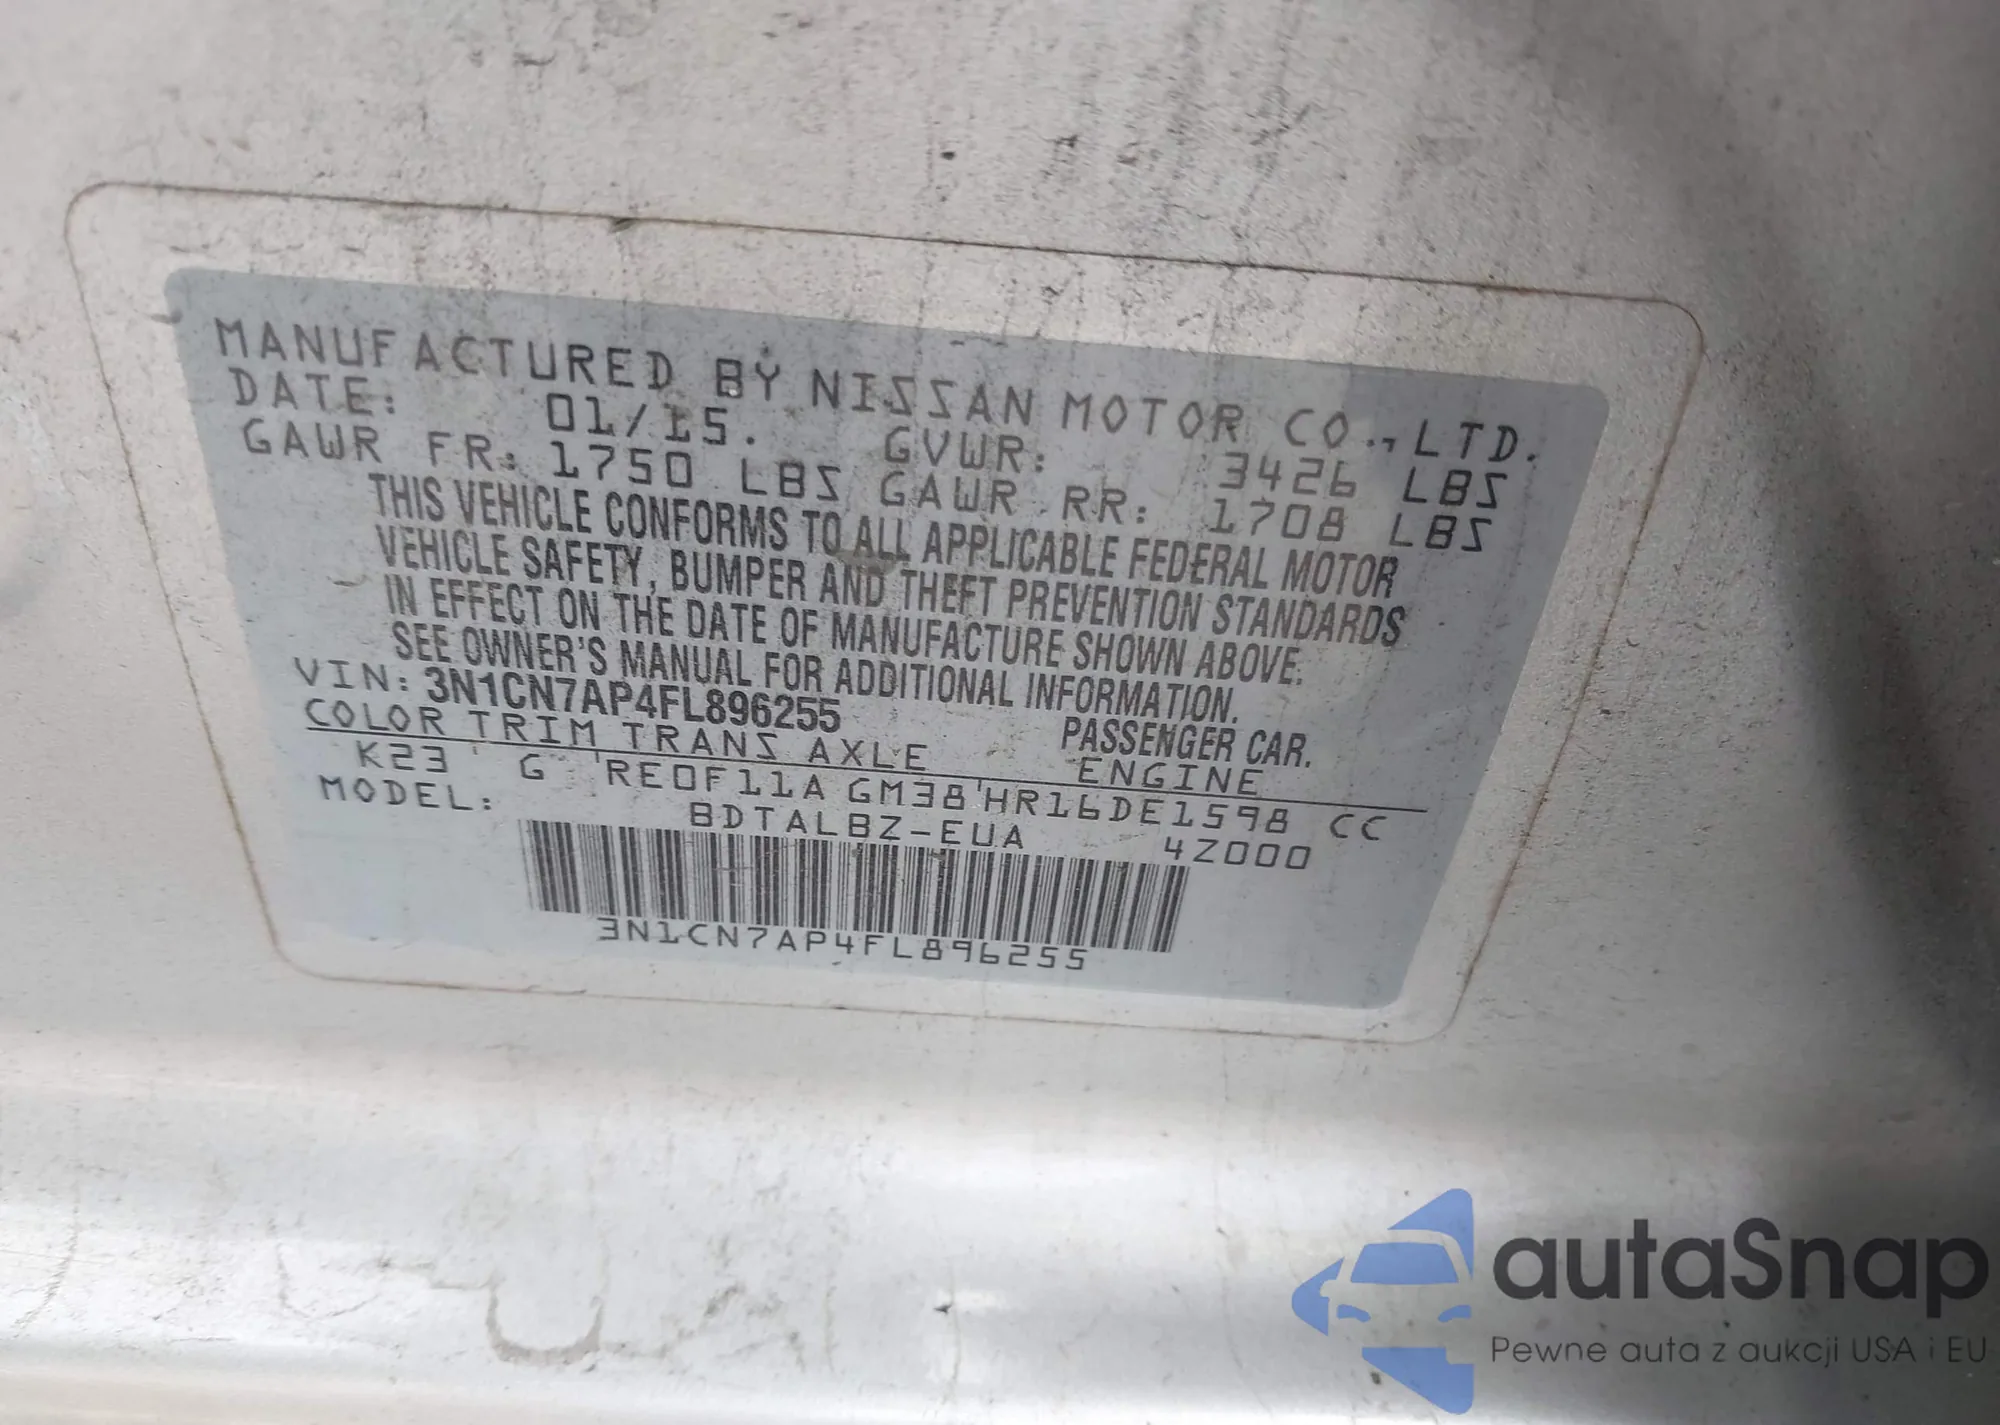 MANUFACTURED BY NISSAN MOTOR CO., LTD.
DATE: 01/15. GVWR: 3426 LBS
GAWR FR: 1750 LBS GAWR RR: 1708 LBS
THIS VEHICLE CONFORMS TO ALL APPLICABLE FEDERAL MOTOR
VEHICLE SAFETY, BUMPER AND THEFT PREVENTION STANDARDS
IN EFFECT ON THE DATE OF MANUFACTURE SHOWN ABOVE.
SEE OWNER'S MANUAL FOR ADDITIONAL INFORMATION.
VIN: 3N1CN7AP4FL896255 PASSENGER CAR.
COLOR TRIM TRANS AXLE ENGINE
K23 G RE0F11A GM38 HR16DE1598 CC
MODEL: BDTALBZ-EUA 4Z000
3N1CN7AP4FL896255
autaSnap
Pewne auta z aukcji USA i EU